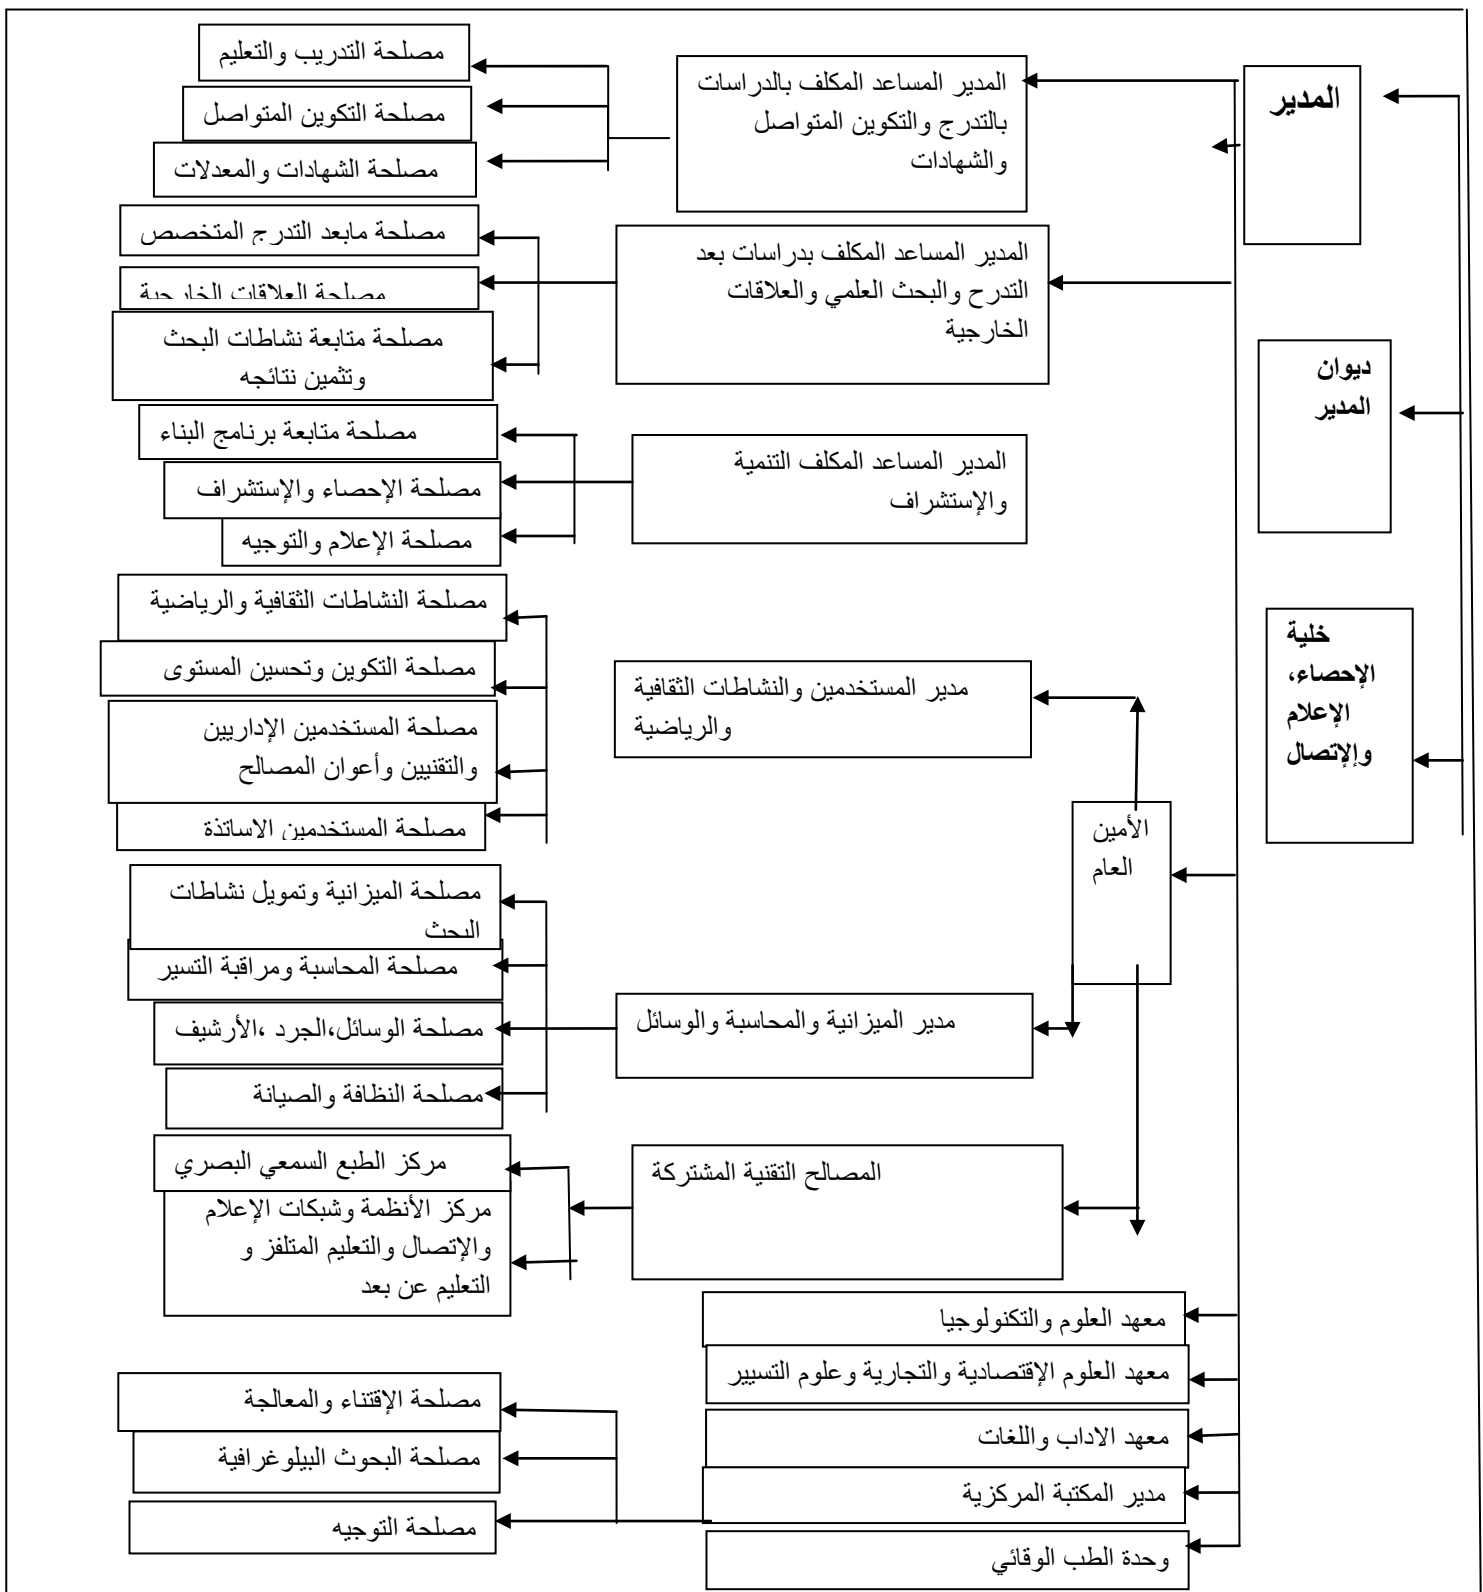 المدير
ديوان
المدير
خلية
الإحصاء،
الإعلام
وإلإتصال
المدير المساعد المكلف بالدراسات
بالتدرج والتكوين المتواصل
والشهادات
مصلحة التدريب والتعليم
مصلحة التكوين المتواصل
مصلحة الشهادات والمعدلات
المدير المساعد المكلف بدراسات بعد
التدرح والبحث العلمي والعلاقات
الخارجية
مصلحة مابعد التدرج المتخصص
مصلحة العلاقات الخارجية
مصلحة متابعة نشاطات البحث
وتثمين نتائجه
المدير المساعد المكلف التنمية
والإستشراف
مصلحة متابعة برنامج البناء
مصلحة الإحصاء والإستشراف
مصلحة الإعلام والتوجيه
الأمين
العام
مدير المستخدمين والنشاطات الثقافية
والرياضية
مصلحة النشاطات الثقافية والرياضية
مصلحة التكوين وتحسين المستوى
مصلحة المستخدمين الإداريين
والتقنيين وأعوان المصالح
مصلحة المستخدمين الاساتذة
مدير الميزانية والمحاسبة والوسائل
مصلحة الميزانية وتمويل نشاطات
البحث
مصلحة المحاسبة ومراقبة التسير
مصلحة الوسائل،الجرد ،الأرشيف
مصلحة النظافة والصيانة
المصالح التقنية المشتركة
مركز الطبع السمعي البصري
مركز الأنظمة وشبكات الإعلام
والإتصال والتعليم المتلفز و
التعليم عن بعد
معهد العلوم والتكنولوجيا
معهد العلوم الإقتصادية والتجارية وعلوم التسيير
معهد الاداب واللغات
مدير المكتبة المركزية
مصلحة الإقتناء والمعالجة
مصلحة البحوث البيلوغرافية
مصلحة التوجيه
وحدة الطب الوقائي